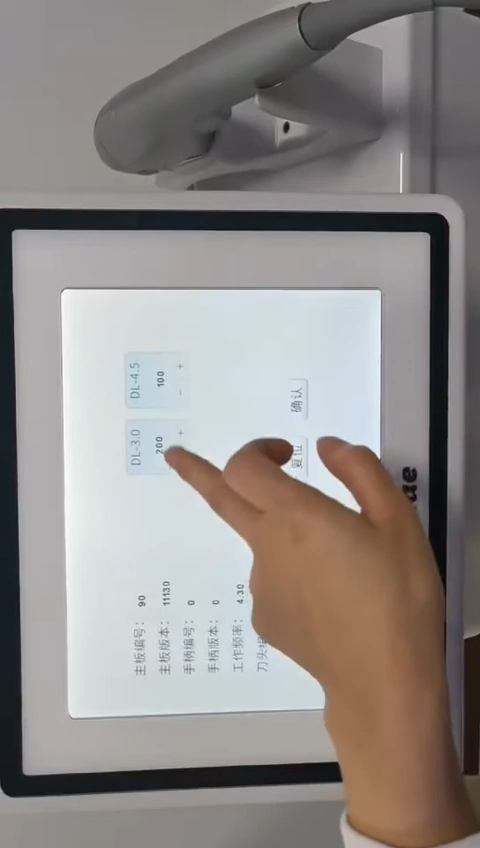 主板编号： 90
主板版本： 11130
手柄编号： 0
手柄版本： 0
工作频率： 4.30
刀头
DL-3.0
200
+
DL-4.5
100
- +
复位
确认